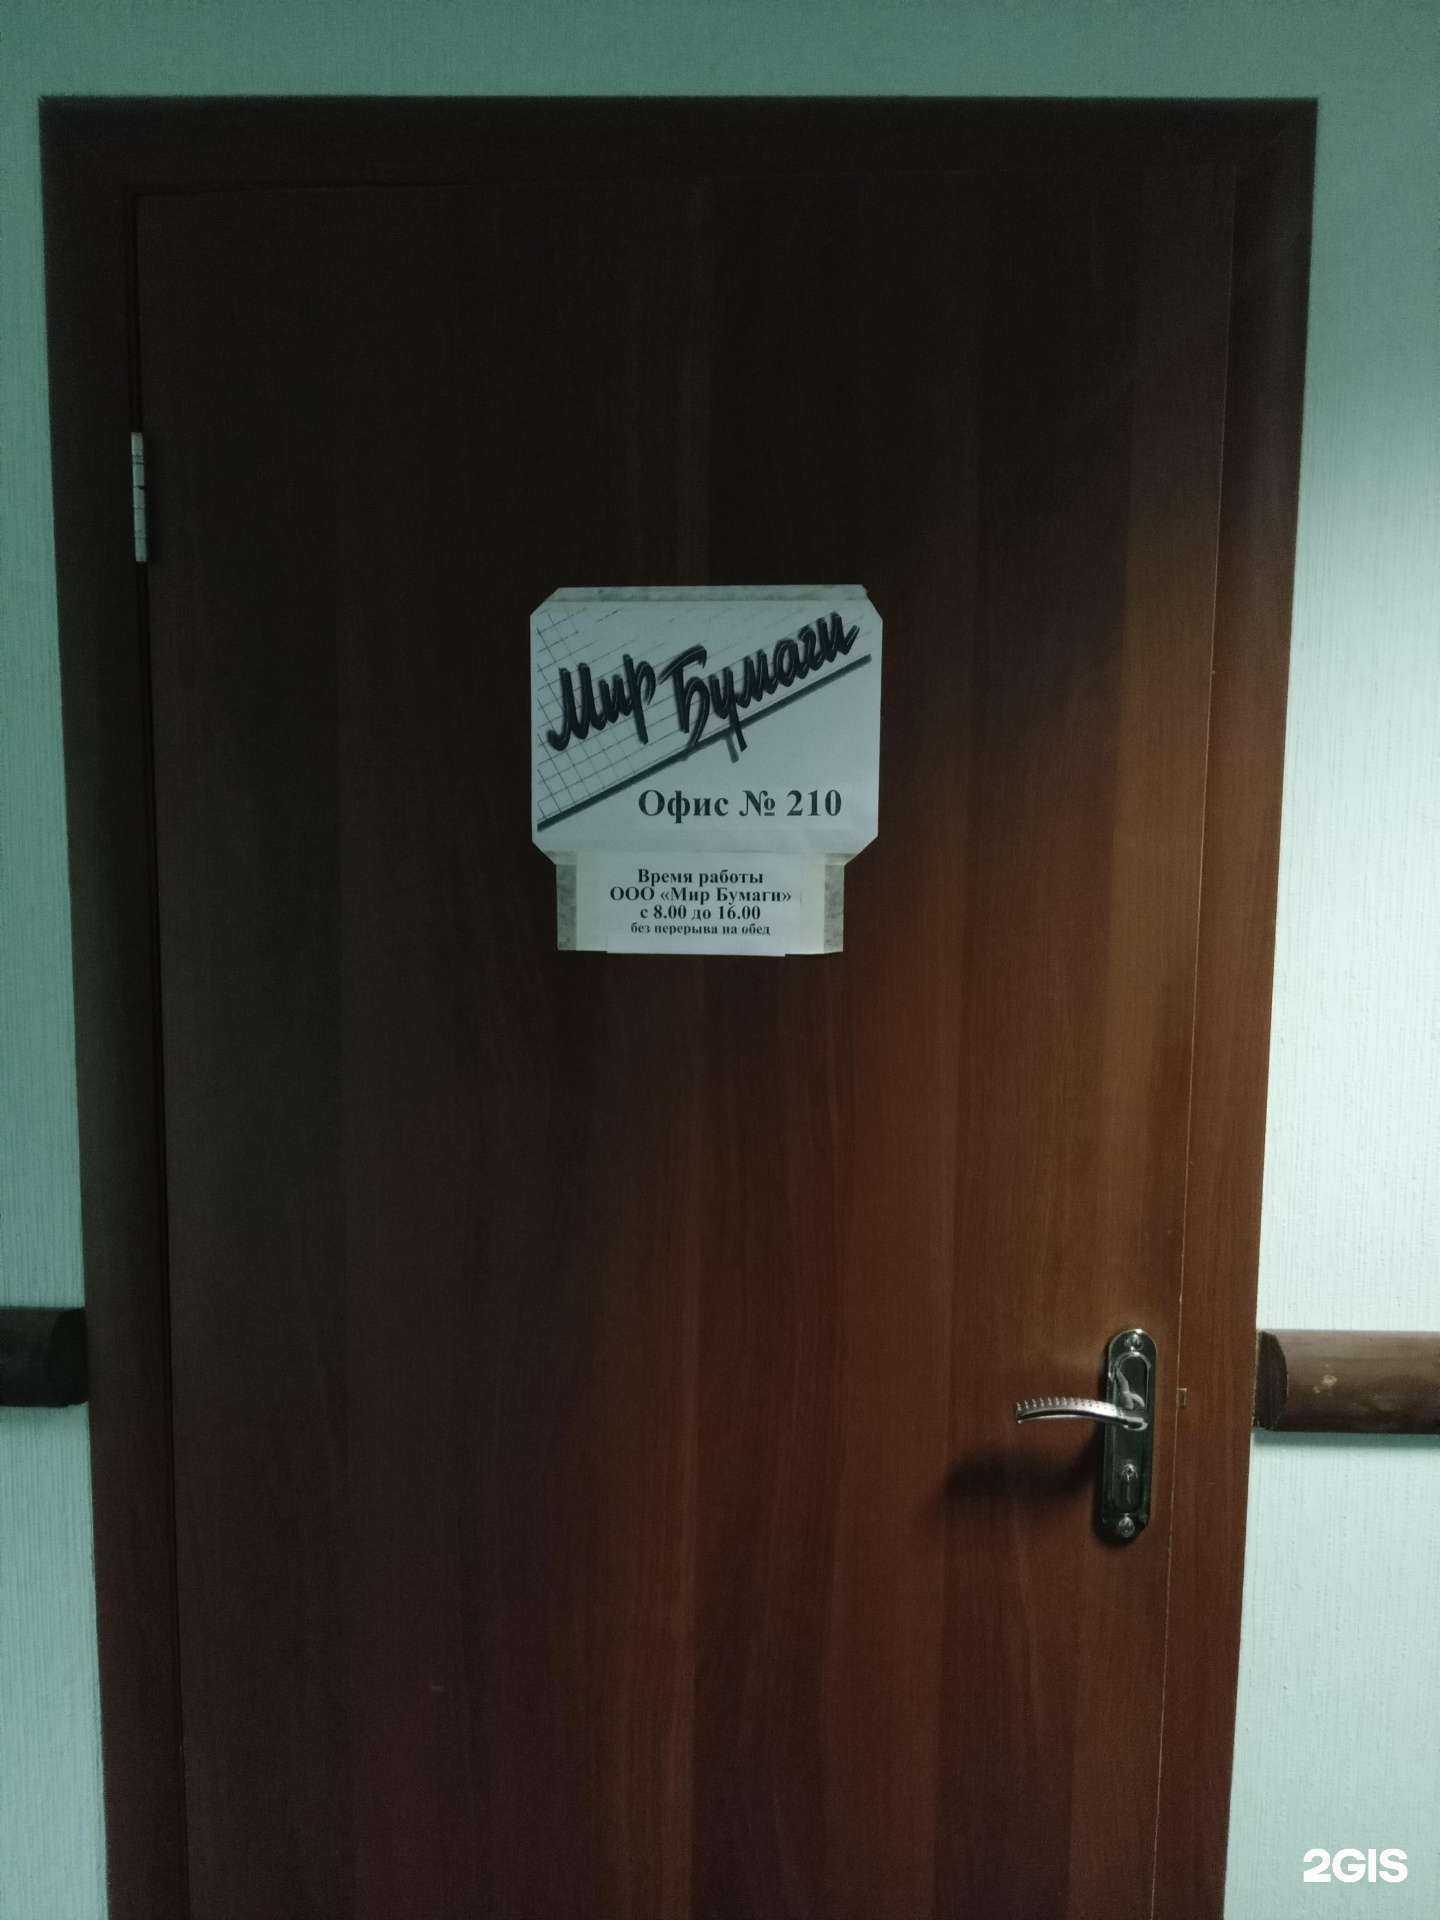 Мир Бумаги
Офис № 210
Время работы
ООО «Мир Бумаги»
с 8.00 до 16.00
без перерыва на обед
2GIS